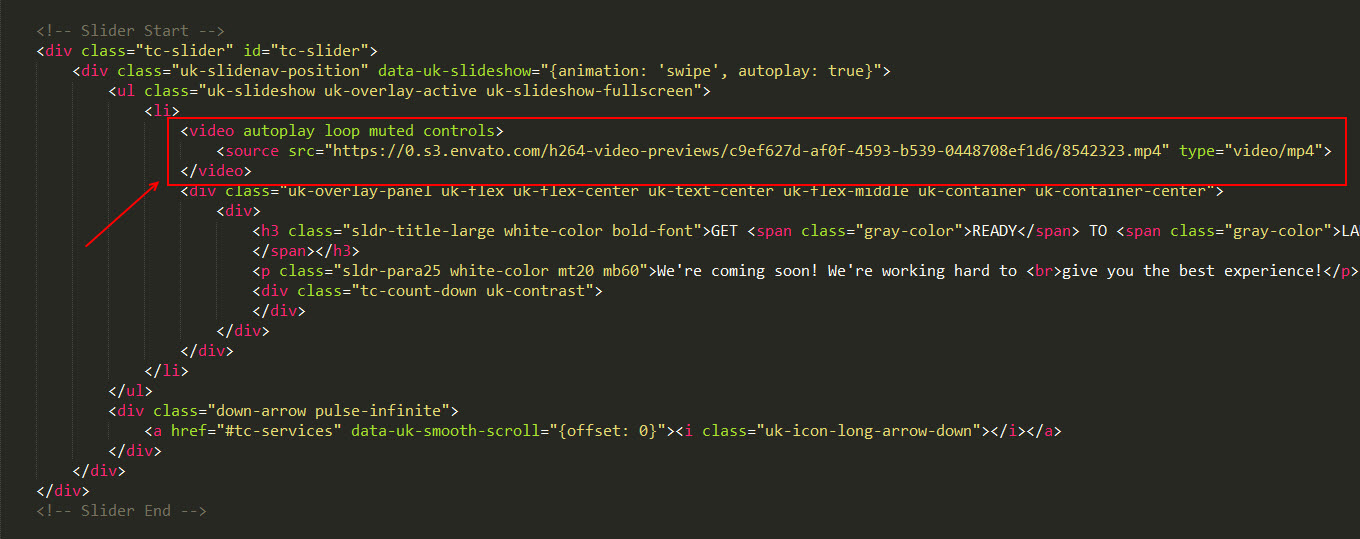 <!-- Slider Start -->
<div class="tc-slider" id="tc-slider">
<div class="uk-slidenav-position" data-uk-slideshow="{animation: 'swipe', autoplay: true}">
<ul class="uk-slideshow uk-overlay-active uk-slideshow-fullscreen">
<li>
<video autoplay loop muted controls>
<source src="https://0.s3.envato.com/h264-video-previews/c9ef627d-af0f-4593-b539-0448708ef1d6/8542323.mp4" type="video/mp4">
</video>
<div class="uk-overlay-panel uk-flex uk-flex-center uk-text-center uk-flex-middle uk-container uk-container-center">
<div>
<h3 class="sldr-title-large white-color bold-font">GET <span class="gray-color">READY</span> TO <span class="gray-color">LA
</span></h3>
<p class="sldr-para25 white-color mt20 mb60">We're coming soon! We're working hard to <br>give you the best experience!</p>
<div class="tc-count-down uk-contrast">
</div>
</div>
</div>
</li>
</ul>
<div class="down-arrow pulse-infinite">
<a href="#tc-services" data-uk-smooth-scroll="{offset: 0}"><i class="uk-icon-long-arrow-down"></i></a>
</div>
</div>
</div>
<!-- Slider End -->